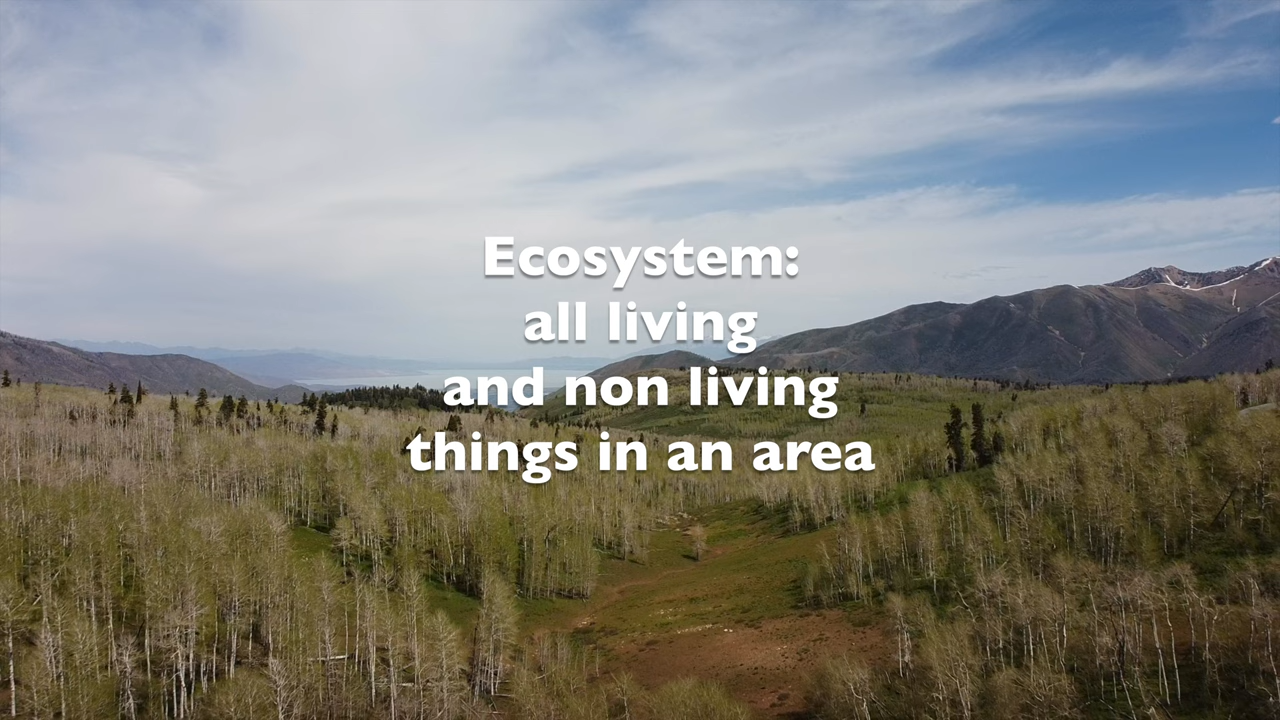 Ecosystem:
all living
and non living
things in an area